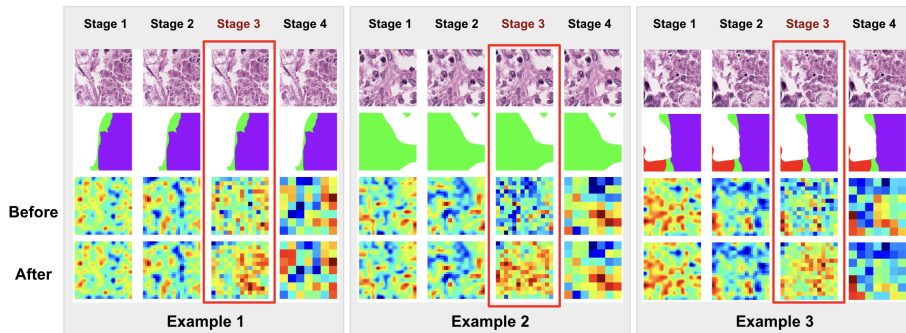 Stage 1 Stage 2 Stage 3 Stage 4 Stage 1 Stage 2 Stage 3 Stage 4 Stage 1 Stage 2 Stage 3 Stage 4
Before
After
Example 1 Example 2 Example 3